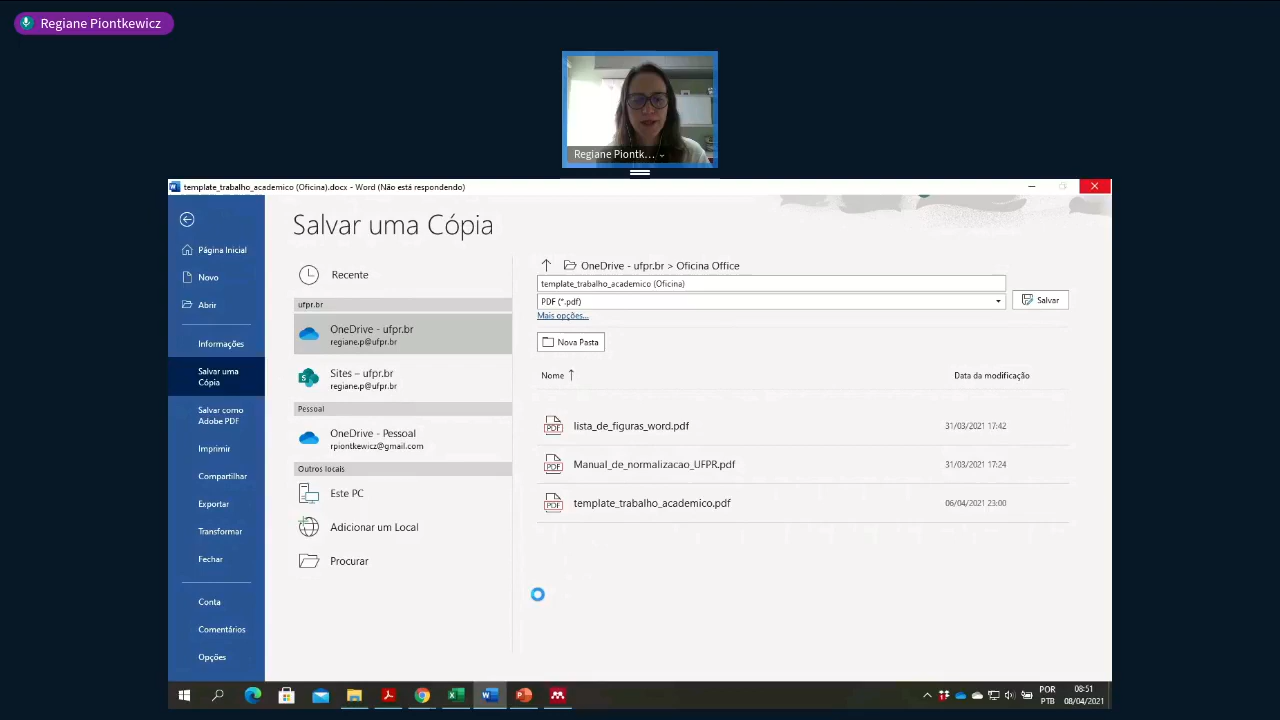 Regiane Piontkewicz
Regiane Piontk...
template_trabalho_academico (Oficina).docx - Word (Não está respondendo)
Salvar uma Cópia
Página Inicial
Novo
Abrir
Informações
Salvar uma
Cópia
Salvar como
Adobe PDF
Imprimir
Compartilhar
Exportar
Transformar
Fechar
Conta
Comentários
Opções
Recente
ufpr.br
OneDrive - ufpr.br
regiane.p@ufpr.br
Sites – ufpr.br
regiane.p@ufpr.br
Pessoal
OneDrive - Pessoal
rpiontkewicz@gmail.com
Outros locais
Este PC
Adicionar um Local
Procurar
OneDrive - ufpr.br > Oficina Office
template_trabalho_academico (Oficina)
PDF (*.pdf)
Salvar
Mais opções...
Nova Pasta
Nome Data da modificação
PDF lista_de_figuras_word.pdf 31/03/2021 17:42
PDF Manual_de_normalizacao_UFPR.pdf 31/03/2021 17:24
PDF template_trabalho_academico.pdf 06/04/2021 23:00
POR 08:51
PTB 08/04/2021